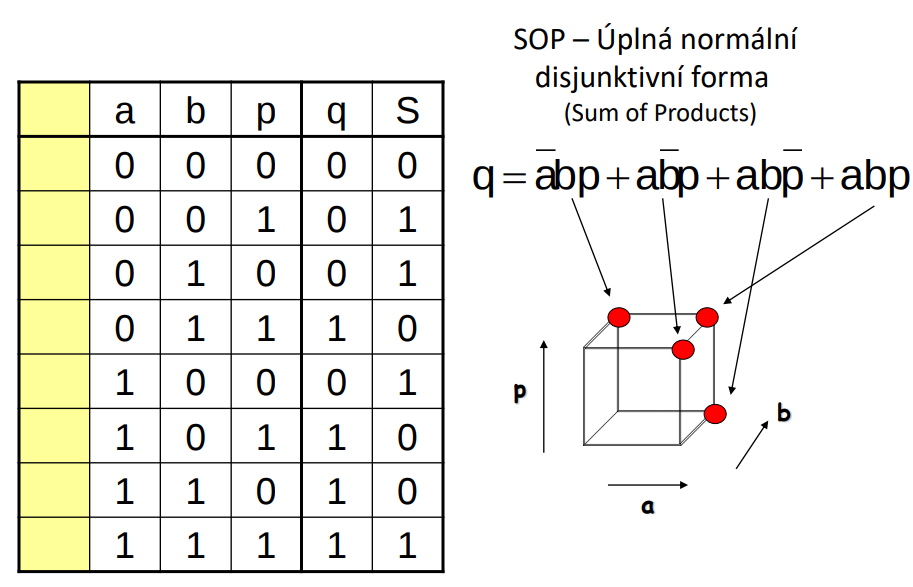 SOP – Úplná normální
disjunktivní forma
(Sum of Products)
a b p q S
0 0 0 0 0
0 0 1 0 1
0 1 0 0 1
0 1 1 1 0
1 0 0 0 1
1 0 1 1 0
1 1 0 1 0
1 1 1 1 1
q = a̅bp + ab̅p + abp̅ + abp
p
b
a